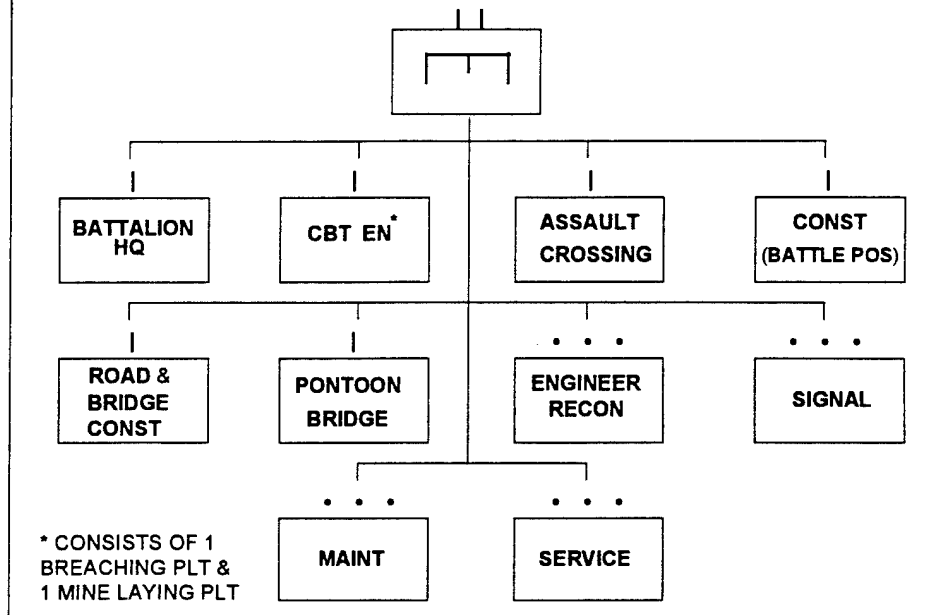 BATTALION
HQ
CBT EN*
ASSAULT
CROSSING
CONST
(BATTLE POS)
ROAD &
BRIDGE
CONST
PONTOON
BRIDGE
ENGINEER
RECON
SIGNAL
MAINT
SERVICE
* CONSISTS OF 1
BREACHING PLT &
1 MINE LAYING PLT